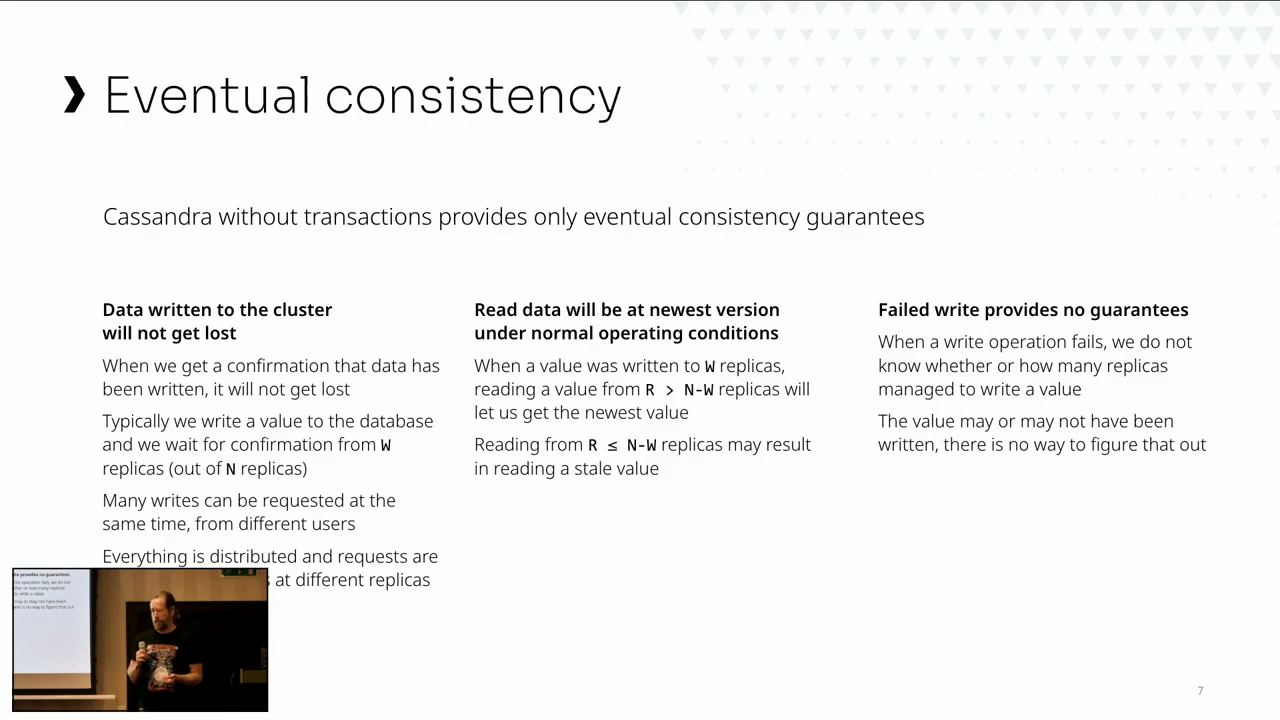 Eventual consistency
Cassandra without transactions provides only eventual consistency guarantees
Data written to the cluster
will not get lost
When we get a confirmation that data has
been written, it will not get lost
Typically we write a value to the database
and we wait for confirmation from W
replicas (out of N replicas)
Many writes can be requested at the
same time, from different users
Everything is distributed and requests are
at different replicas
Read data will be at newest version
under normal operating conditions
When a value was written to W replicas,
reading a value from R > N-W replicas will
let us get the newest value
Reading from R ≤ N-W replicas may result
in reading a stale value
Failed write provides no guarantees
When a write operation fails, we do not
know whether or how many replicas
managed to write a value
The value may or may not have been
written, there is no way to figure that out
7